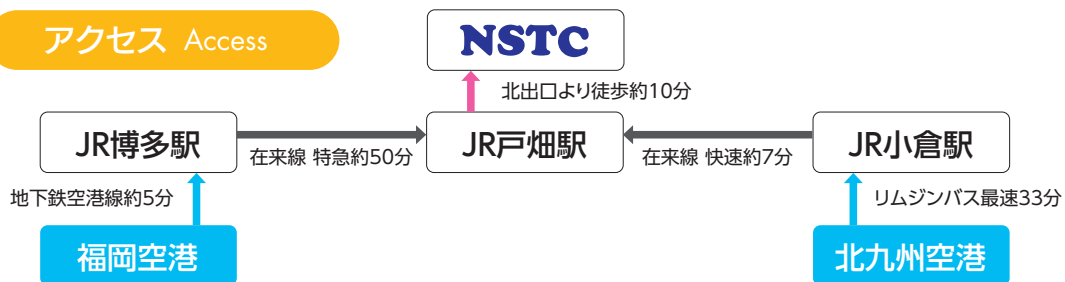 アクセス Access
NSTC
北出口より徒歩約10分
JR博多駅
在来線 特急約50分
JR戸畑駅
在来線 快速約7分
JR小倉駅
地下鉄空港線約5分
リムジンバス最速33分
福岡空港
北九州空港